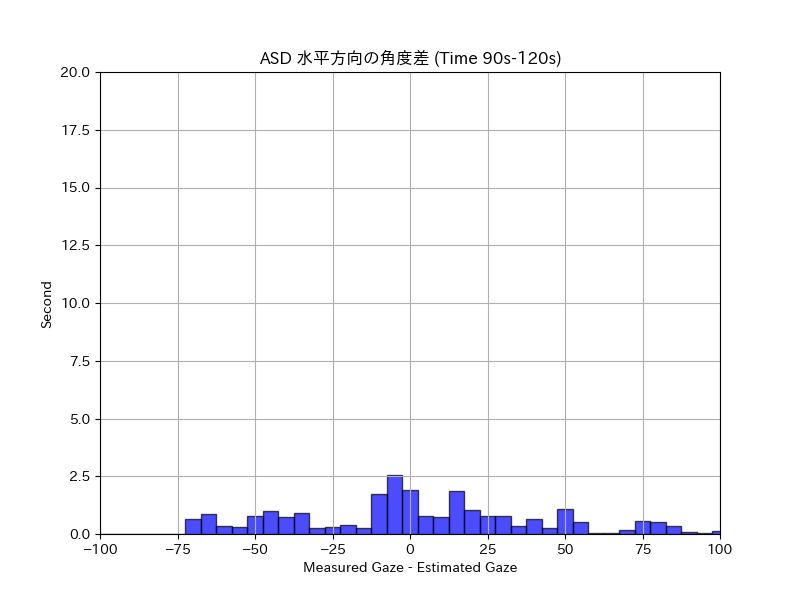 ASD 水平方向の角度差 (Time 90s-120s)
20.0
17.5
15.0
12.5
10.0
7.5
5.0
2.5
0.0
Second
−100 −75 −50 −25 0 25 50 75 100
Measured Gaze - Estimated Gaze